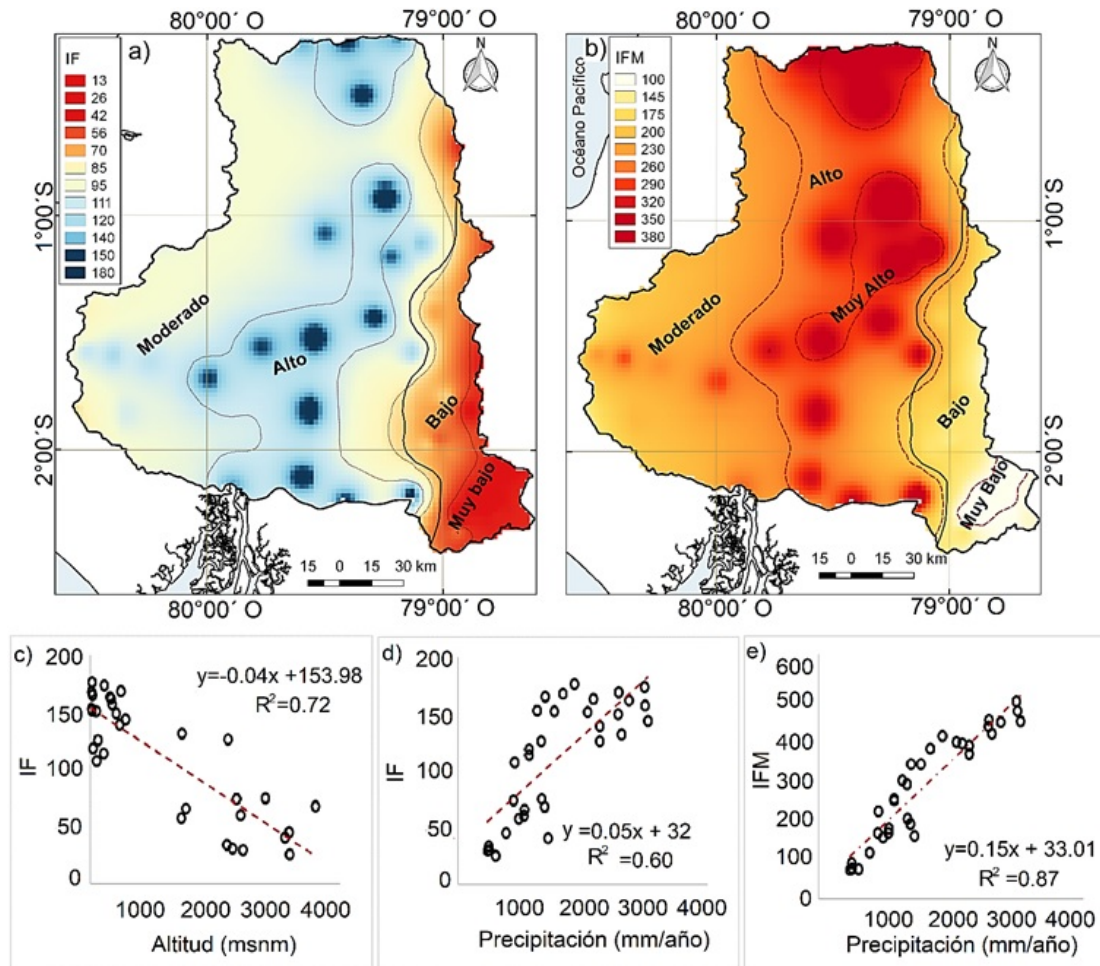 80°00´ O
79°00´ O
80°00´ O
79°00´ O
a)
IF
13
26
42
56
70
85
95
111
120
140
150
180
N
1°00'S
2°00'S
Moderado
Alto
Bajo
Muy bajo
15 0 15 30 km
80°00´ O
79°00´ O
b)
IFM
100
145
175
200
230
260
290
320
350
380
Océano Pacífico
N
1°00'S
2°00'S
Alto
Moderado
Muy Alto
Bajo
Muy Bajo
15 0 15 30 km
80°00´ O
79°00´ O
c)
y=-0.04x +153.98
R²=0.72
IF
200
150
100
50
0
1000 2000 3000 4000
Altitud (msnm)
d)
y =0.05x + 32
R² =0.60
IF
200
150
100
50
0
1000 2000 3000 4000
Precipitación (mm/año)
e)
y=0.15x + 33.01
R² =0.87
IFM
600
500
400
300
200
100
0
1000 2000 3000 4000
Precipitación (mm/año)